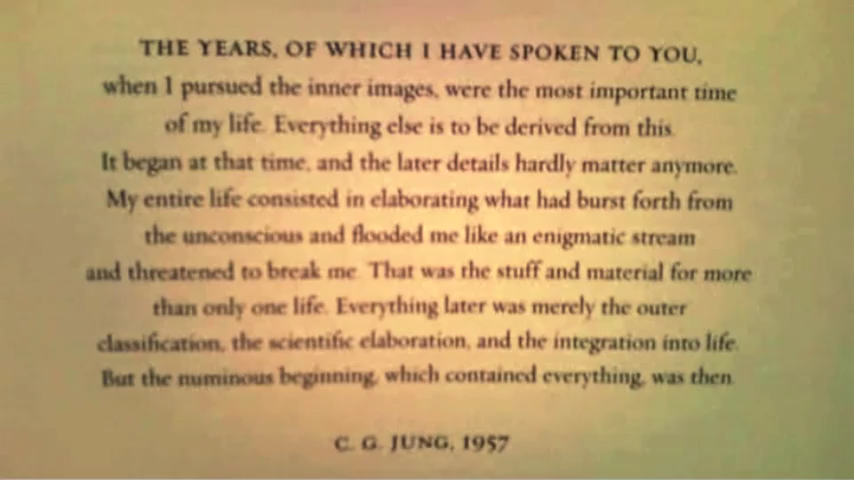 THE YEARS, OF WHICH I HAVE SPOKEN TO YOU,
when I pursued the inner images, were the most important time
of my life. Everything else is to be derived from this.
It began at that time, and the later details hardly matter anymore.
My entire life consisted in elaborating what had burst forth from
the unconscious and flooded me like an enigmatic stream
and threatened to break me. That was the stuff and material for more
than only one life. Everything later was merely the outer
classification, the scientific elaboration, and the integration into life.
But the numinous beginning, which contained everything, was then.
C. G. JUNG, 1957